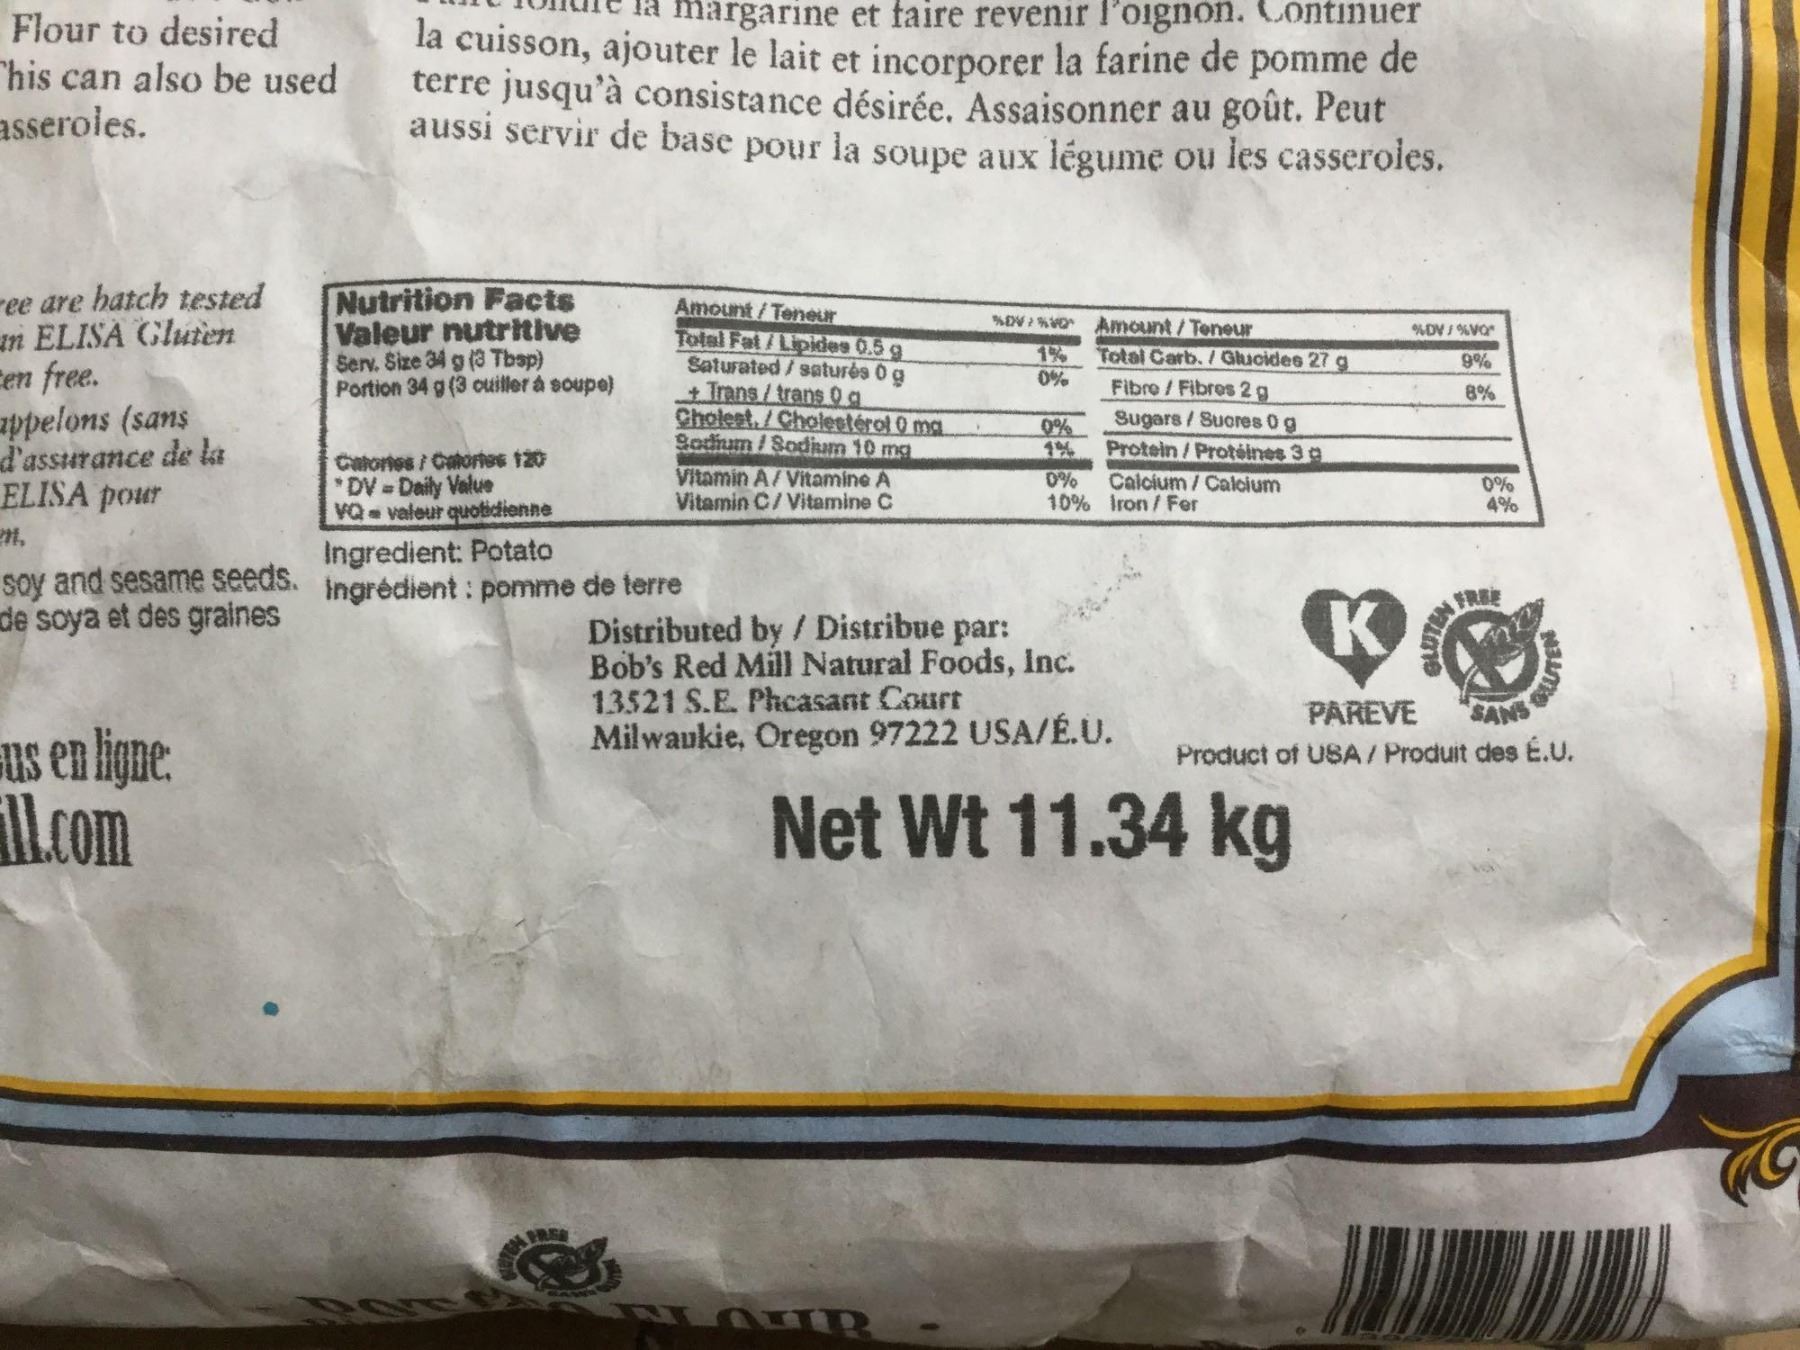 Flour to desired
This can also be used
asseroles.
la margarine et faire revenir l'oignon. Continuer
la cuisson, ajouter le lait et incorporer la farine de pomme de
terre jusqu'à consistance désirée. Assaisonner au goût. Peut
aussi servir de base pour la soupe aux légume ou les casseroles.
ree are batch tested
an ELISA Gluten
ten free.
appelons (sans
d'assurance de la
ELISA pour
en.
soy and sesame seeds.
de soya et des graines
us en ligne:
ill.com
Nutrition Facts
Valeur nutritive
Serv. Size 34 g (3 Tbsp)
Portion 34 g (3 cuiller à soupe)
Calories / Calories 120
* DV = Daily Value
VQ = valeur quotidienne
Amount / Teneur %DV / %VQ*
Total Fat / Lipides 0.5 g 1%
Saturated / saturés 0 g 0%
+ Trans / trans 0 g
Cholest. / Cholestérol 0 mg 0%
Sodium / Sodium 10 mg 1%
Vitamin A / Vitamine A 0%
Vitamin C / Vitamine C 10%
Amount / Teneur %DV / %VQ*
Total Carb. / Glucides 27 g 9%
Fibre / Fibres 2 g 8%
Sugars / Sucres 0 g
Protein / Protéines 3 g
Calcium / Calcium 0%
Iron / Fer 4%
Ingredient: Potato
Ingrédient : pomme de terre
Distributed by / Distribue par:
Bob's Red Mill Natural Foods, Inc.
13521 S.E. Pheasant Court
Milwaukie, Oregon 97222 USA/É.U.
K
PAREVE
GLUTEN FREE
SANS GLUTEN
Product of USA / Produit des É.U.
Net Wt 11.34 kg
GLUTEN FREE
SANS GLUTEN
POTATO FLOUR